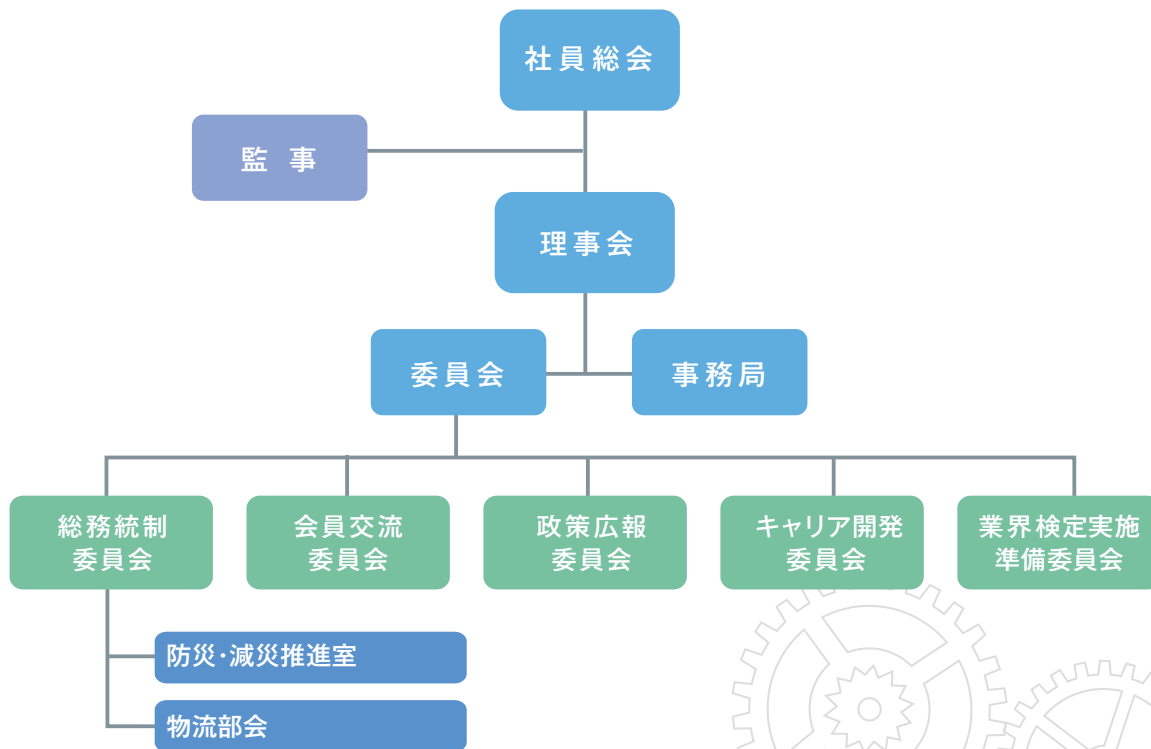 社員総会
監 事
理事会
委員会
事務局
総務統制
委員会
会員交流
委員会
政策広報
委員会
キャリア開発
委員会
業界検定実施
準備委員会
防災・減災推進室
物流部会